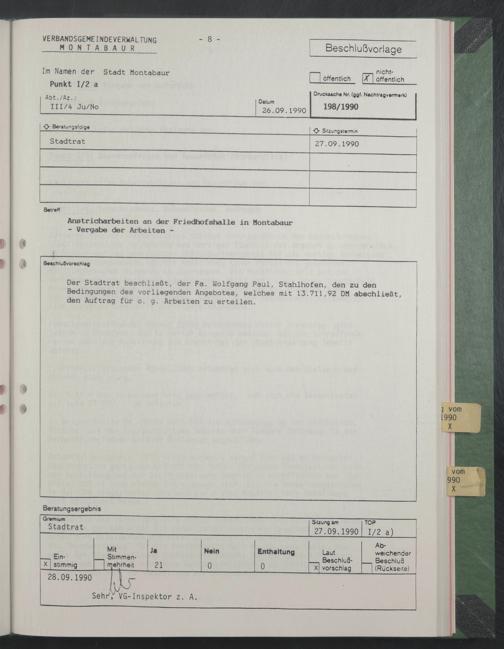 VERBANDSGEMEINDEVERWALTUNG
- 8 -
MONTABAUR
Beschlußvorlage
Im Namen der Stadt Montabaur
Punkt I/2 a
öffentlich
X nicht-
öffentlich
Abt./Az.:
III/4 Ju/No
Datum
26.09.1990
Drucksache Nr. (ggf. Nachtragvermerk)
198/1990
Beratungsfolge
Sitzungstermin
Stadtrat
27.09.1990
Betreff
Anstricharbeiten an der Friedhofshalle in Montabaur
- Vergabe der Arbeiten -
Beschlußvorschlag
Der Stadtrat beschließt, der Fa. Wolfgang Paul, Stahlhofen, den zu den
Bedingungen des vorliegenden Angebotes, welches mit 13.711,92 DM abschließt,
den Auftrag für o. g. Arbeiten zu erteilen.
vom
1990
X
vom
990
X
Beratungsergebnis
Gremium
Stadtrat
Sitzung am
27.09.1990
TOP
I/2 a)
X Ein-
stimmig
Mit
Stimmen-
mehrheit
Ja
21
Nein
0
Enthaltung
0
X Laut
Beschluß-
vorschlag
Ab-
weichender
Beschluß
(Rückseite)
28.09.1990
Sehr, VG-Inspektor z. A.